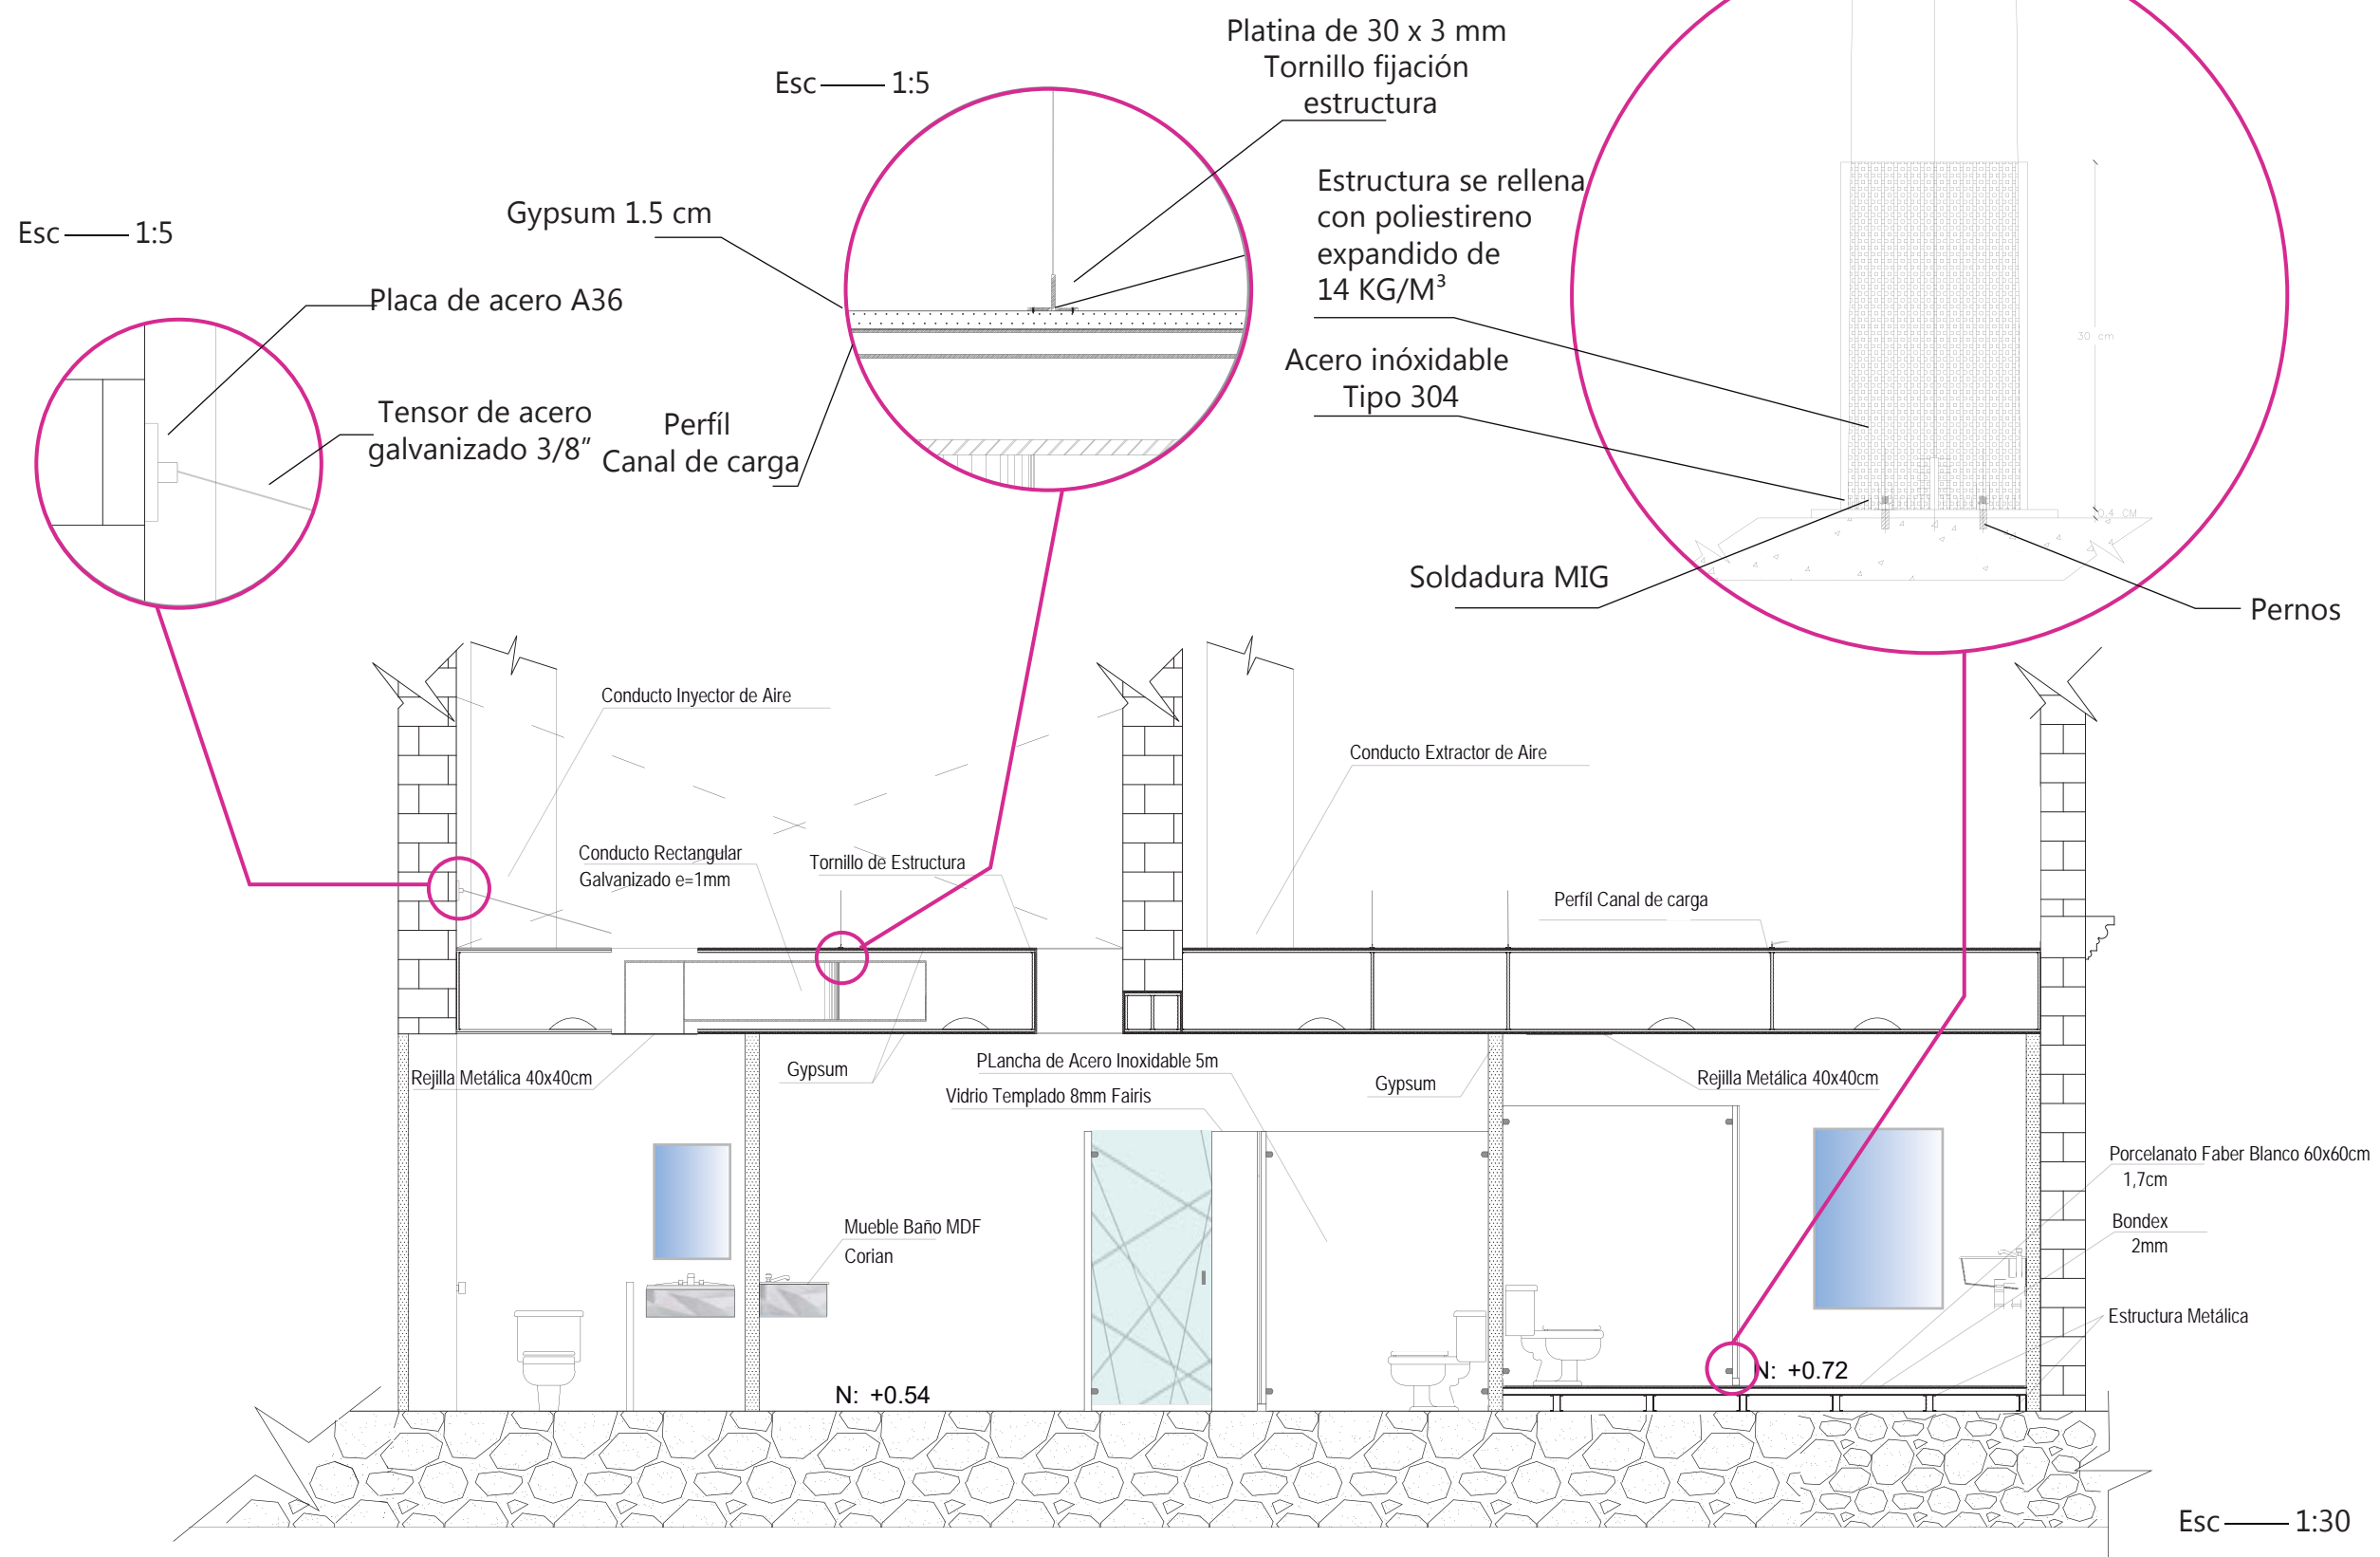 Platina de 30 x 3 mm
Tornillo fijación
estructura
Esc 1:5
Estructura se rellena
con poliestireno
expandido de
14 KG/M³
Gypsum 1.5 cm
Esc 1:5
Placa de acero A36
30 cm
Acero inóxidable
Tipo 304
Tensor de acero
galvanizado 3/8"
Perfíl
Canal de carga
0,4 CM
Soldadura MIG
Pernos
Conducto Inyector de Aire
Conducto Extractor de Aire
Conducto Rectangular
Galvanizado e=1mm
Tornillo de Estructura
Perfíl Canal de carga
Rejilla Metálica 40x40cm
Gypsum
PLancha de Acero Inoxidable 5m
Vidrio Templado 8mm Fairis
Gypsum
Rejilla Metálica 40x40cm
Porcelanato Faber Blanco 60x60cm
1,7cm
Mueble Baño MDF
Corian
Bondex
2mm
Estructura Metálica
N: +0.54
N: +0.72
Esc 1:30